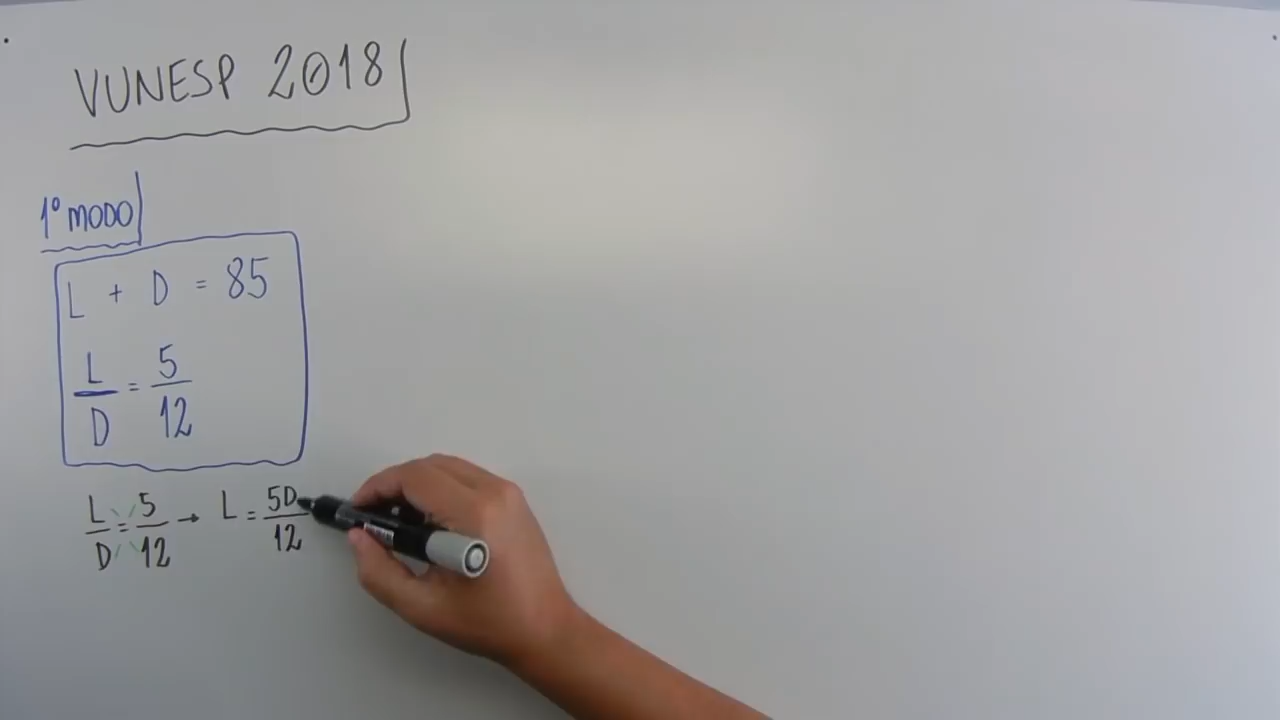 VUNESP 2018
1º MODO
L + D = 85
L/D = 5/12
L/D = 5/12 → L = 5D/12